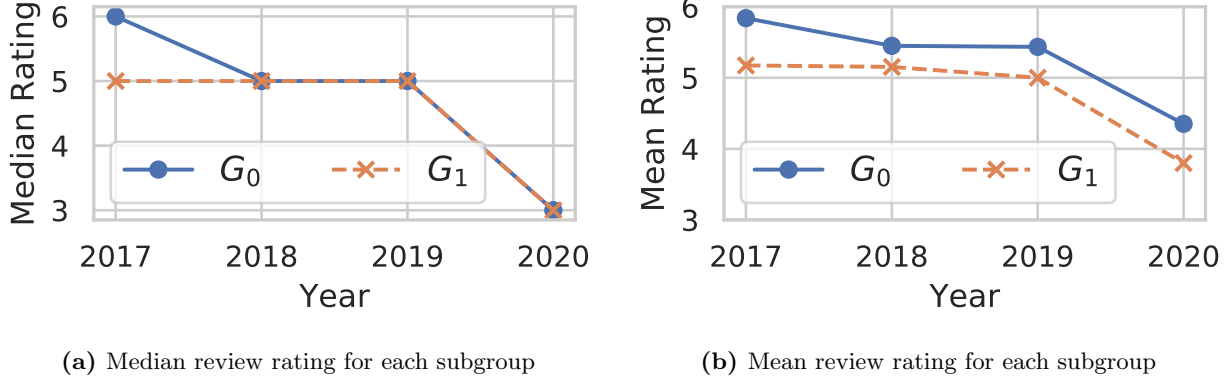 Median Rating
6
5
4
3
G0 G1
2017 2018 2019 2020
Year
(a) Median review rating for each subgroup
Mean Rating
6
5
4
3
G0 G1
2017 2018 2019 2020
Year
(b) Mean review rating for each subgroup